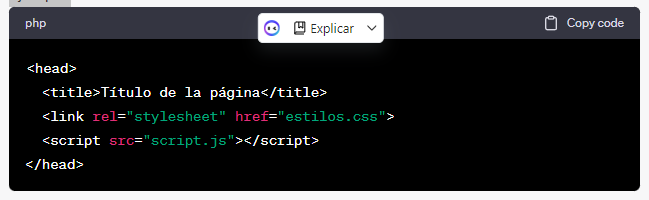 php
Explicar
Copy code
<head>
<title>Título de la página</title>
<link rel="stylesheet" href="estilos.css">
<script src="script.js"></script>
</head>